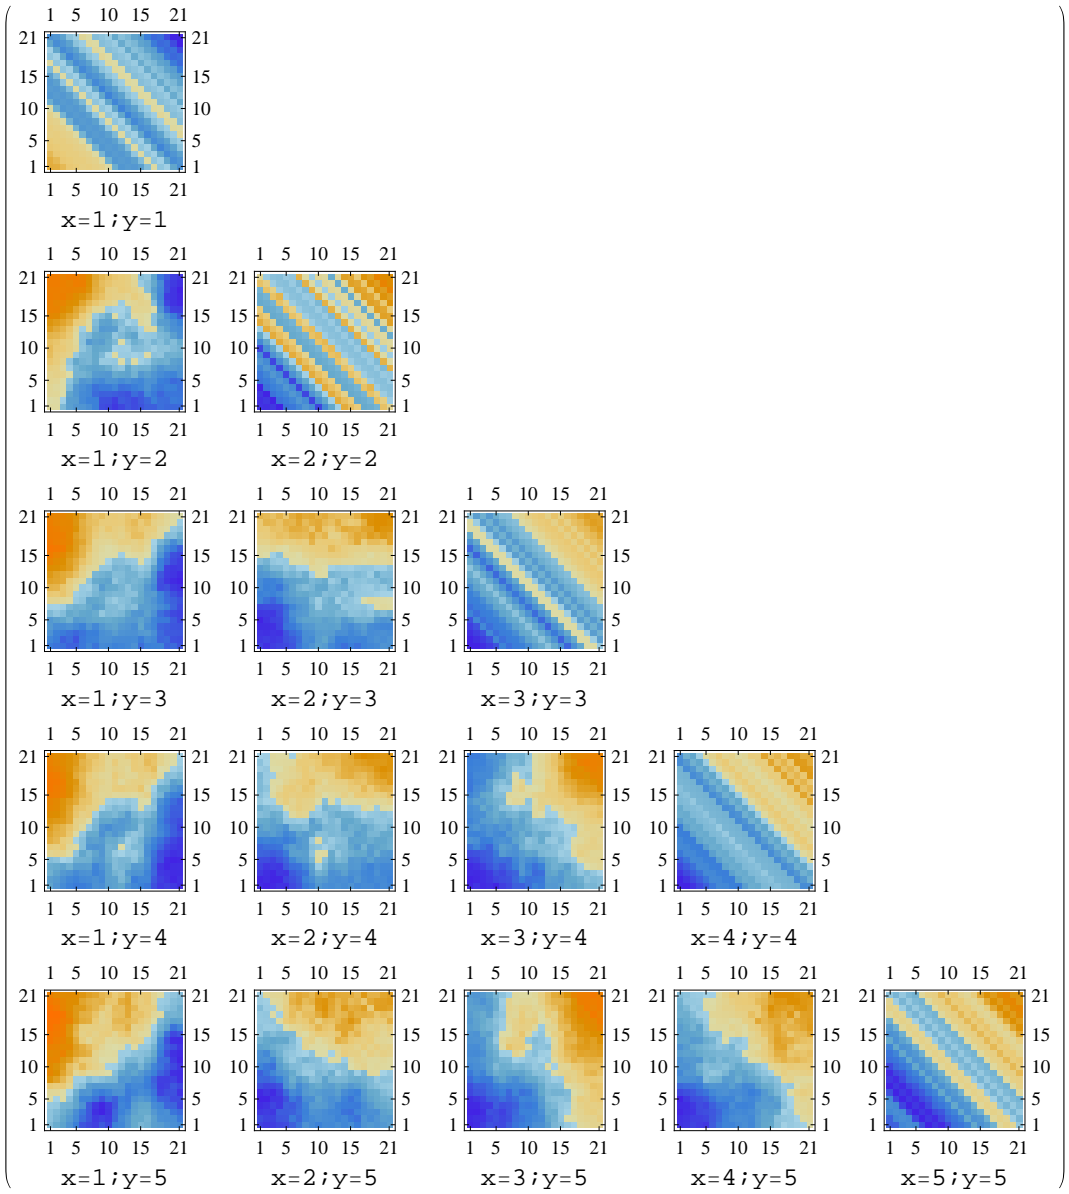 1 5 10 15 21
21 21
15 15
10 10
5 5
1 1
1 5 10 15 21
x=1;y=1
1 5 10 15 21 1 5 10 15 21
21 21 21 21
15 15 15 15
10 10 10 10
5 5 5 5
1 1 1 1
1 5 10 15 21 1 5 10 15 21
x=1;y=2 x=2;y=2
1 5 10 15 21 1 5 10 15 21 1 5 10 15 21
21 21 21 21 21 21
15 15 15 15 15 15
10 10 10 10 10 10
5 5 5 5 5 5
1 1 1 1 1 1
1 5 10 15 21 1 5 10 15 21 1 5 10 15 21
x=1;y=3 x=2;y=3 x=3;y=3
1 5 10 15 21 1 5 10 15 21 1 5 10 15 21 1 5 10 15 21
21 21 21 21 21 21 21 21
15 15 15 15 15 15 15 15
10 10 10 10 10 10 10 10
5 5 5 5 5 5 5 5
1 1 1 1 1 1 1 1
1 5 10 15 21 1 5 10 15 21 1 5 10 15 21 1 5 10 15 21
x=1;y=4 x=2;y=4 x=3;y=4 x=4;y=4
1 5 10 15 21 1 5 10 15 21 1 5 10 15 21 1 5 10 15 21 1 5 10 15 21
21 21 21 21 21 21 21 21 21 21
15 15 15 15 15 15 15 15 15 15
10 10 10 10 10 10 10 10 10 10
5 5 5 5 5 5 5 5 5 5
1 1 1 1 1 1 1 1 1 1
1 5 10 15 21 1 5 10 15 21 1 5 10 15 21 1 5 10 15 21 1 5 10 15 21
x=1;y=5 x=2;y=5 x=3;y=5 x=4;y=5 x=5;y=5